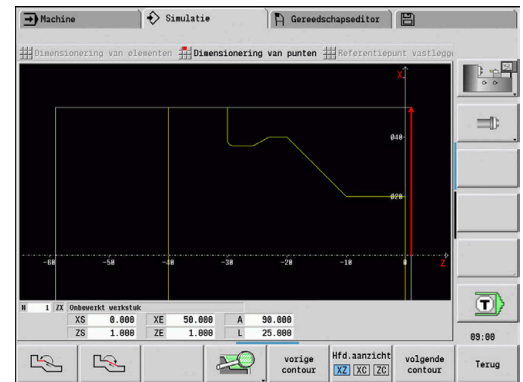 Machine Simulatie Gereedschapseditor
Dimensionering van elementen Dimensionering van punten Referentiepunt vastlegge
X
Ø40
Ø20
-60 -50 -40 -30 -20 -10 0 Z
N 1 ZX Onbewerkt werkstuk
XS 0.000 XE 50.000 A 90.000
ZS 1.000 ZE 1.000 L 25.000
T
09:08
vorige contour
Hfd.aanzicht
XZ XC ZC
volgende contour
Terug